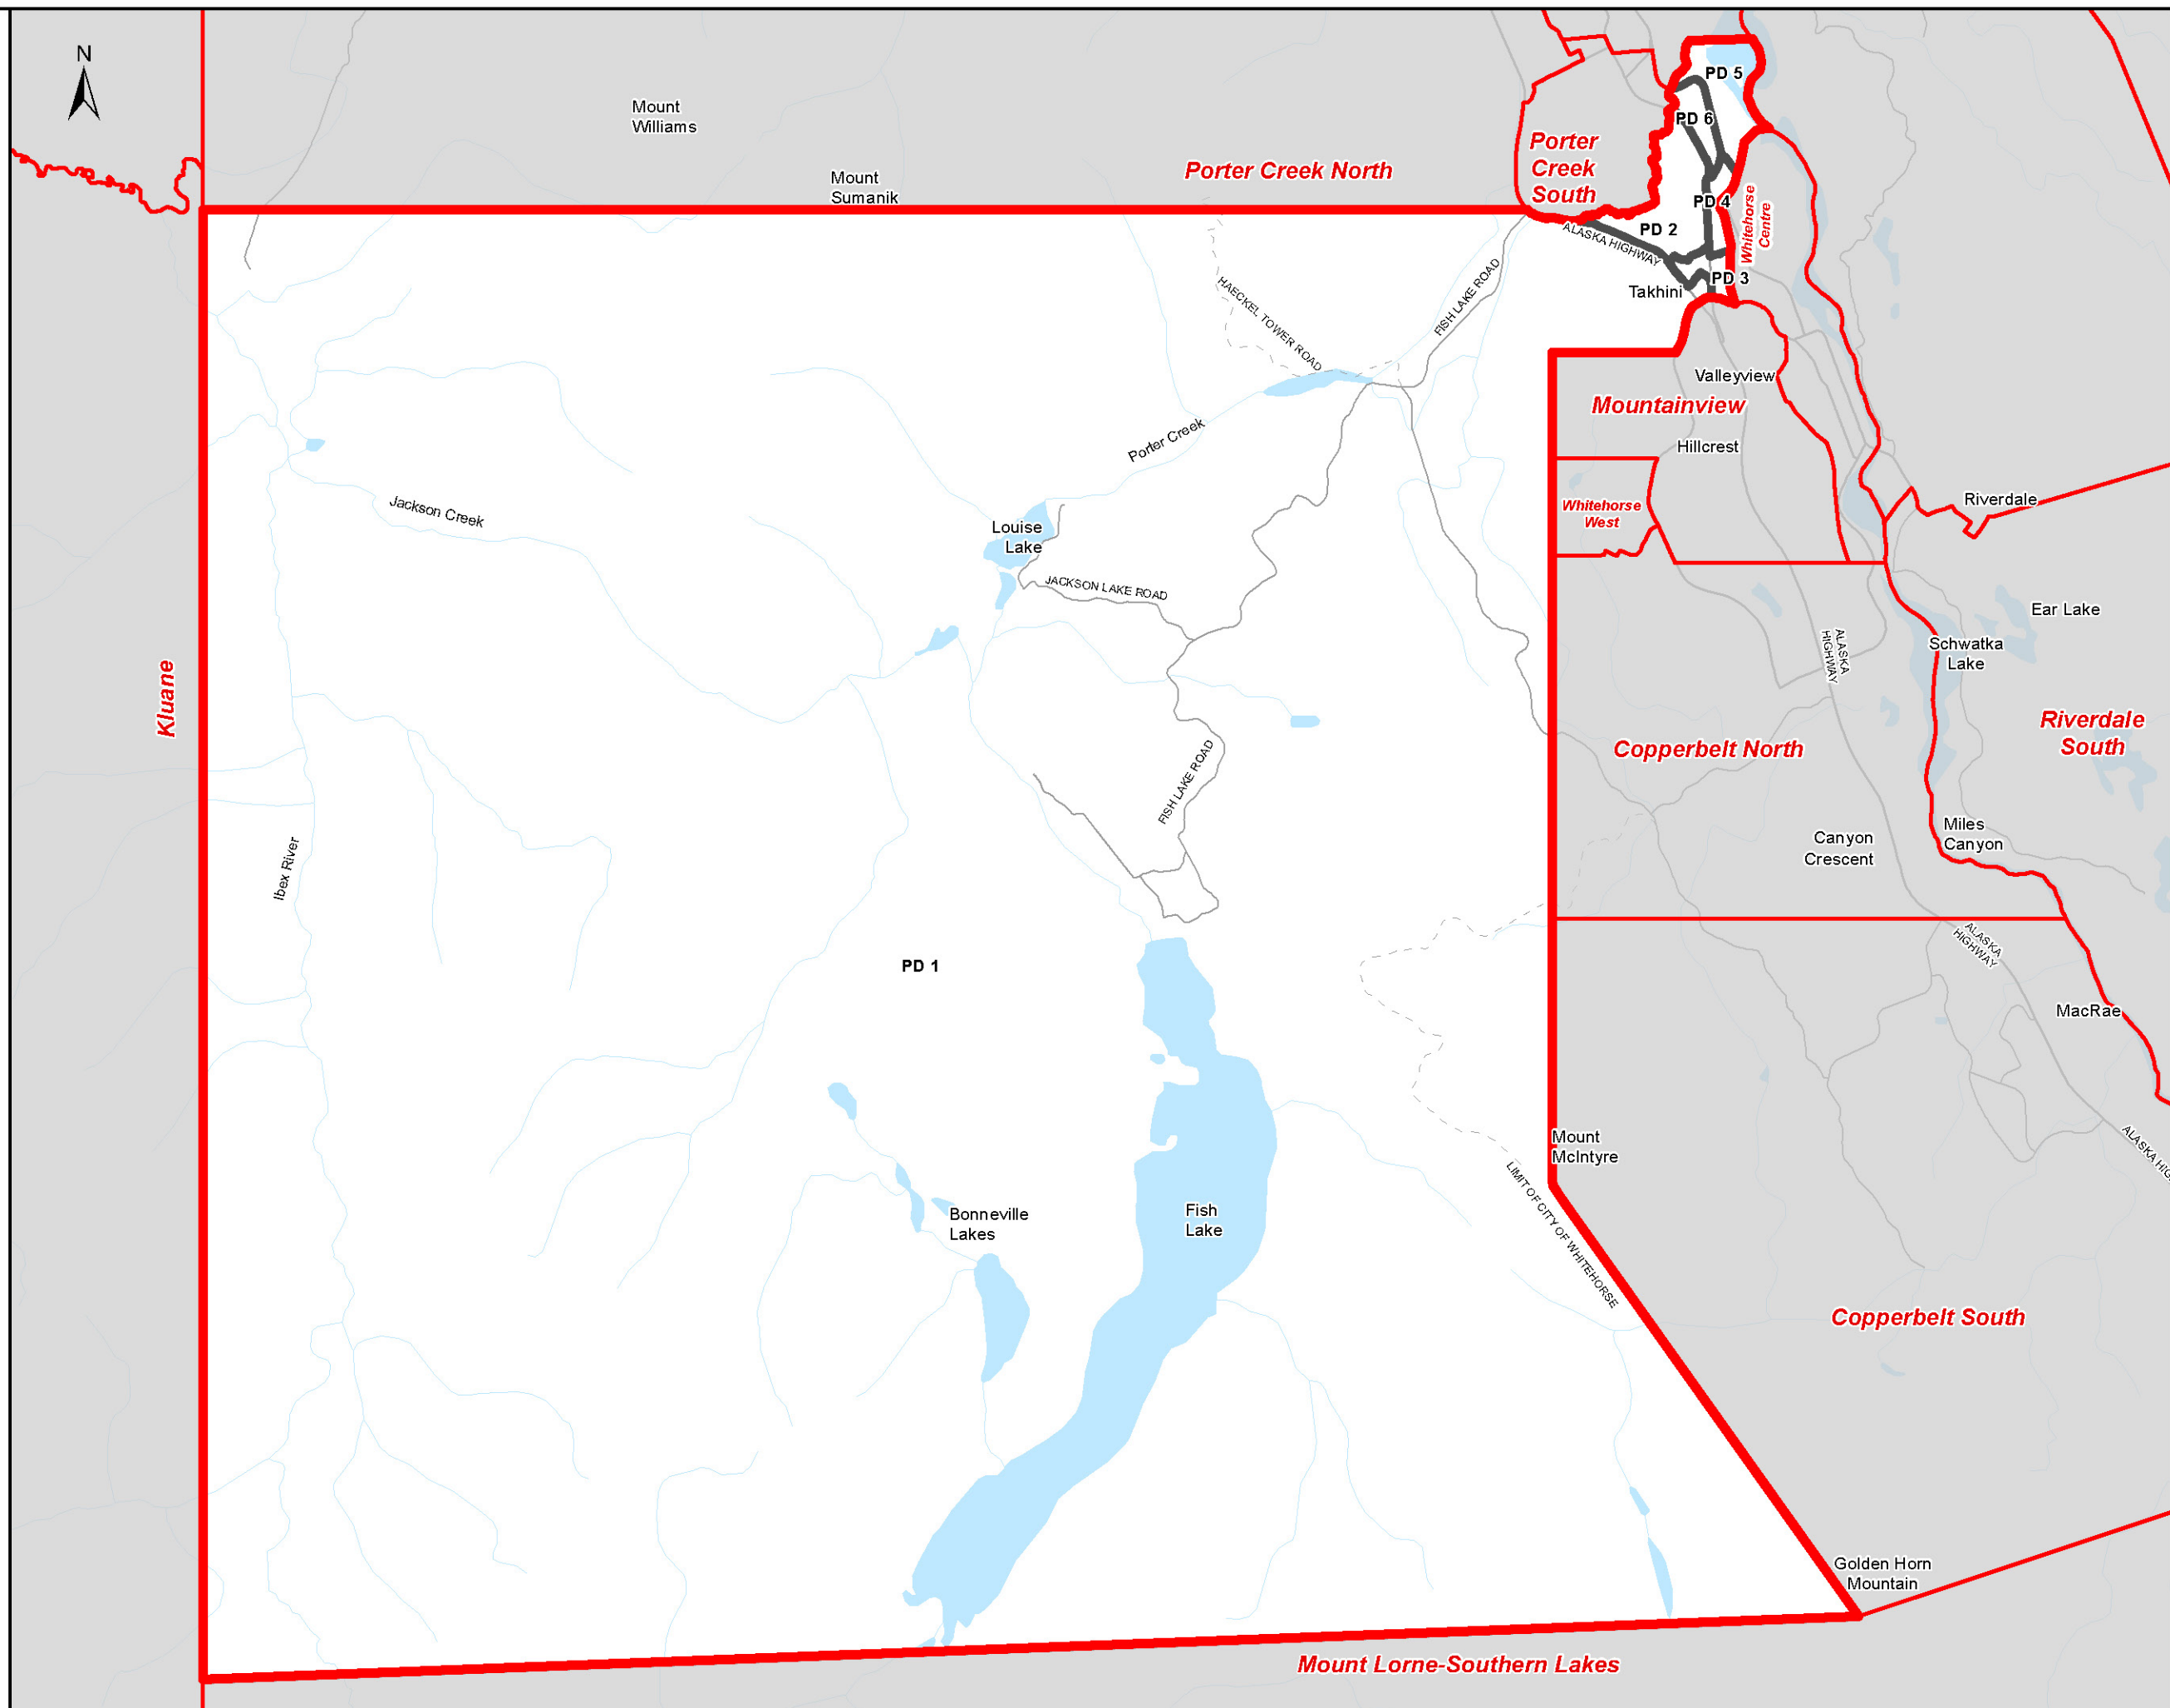 N
Mount
Williams
Mount
Sumanik
Porter Creek North
Porter
Creek
South
PD 5
PD 6
PD 4
PD 2
PD 3
Whitehorse
Centre
ALASKA HIGHWAY
Takhini
FISH LAKE ROAD
HAECKEL TOWER ROAD
Valleyview
Mountainview
Hillcrest
Porter Creek
Jackson Creek
Louise
Lake
JACKSON LAKE ROAD
Whitehorse
West
Riverdale
Ear Lake
Schwatka
Lake
ALASKA
HIGHWAY
Kluane
Riverdale
South
Copperbelt North
FISH LAKE ROAD
Ibex River
Miles
Canyon
Canyon
Crescent
PD 1
ALASKA
HIGHWAY
MacRae
Mount
McIntyre
ALASKA HIG
LIMIT OF CITY OF WHITEHORSE
Bonneville
Lakes
Fish
Lake
Copperbelt South
Golden Horn
Mountain
Mount Lorne-Southern Lakes